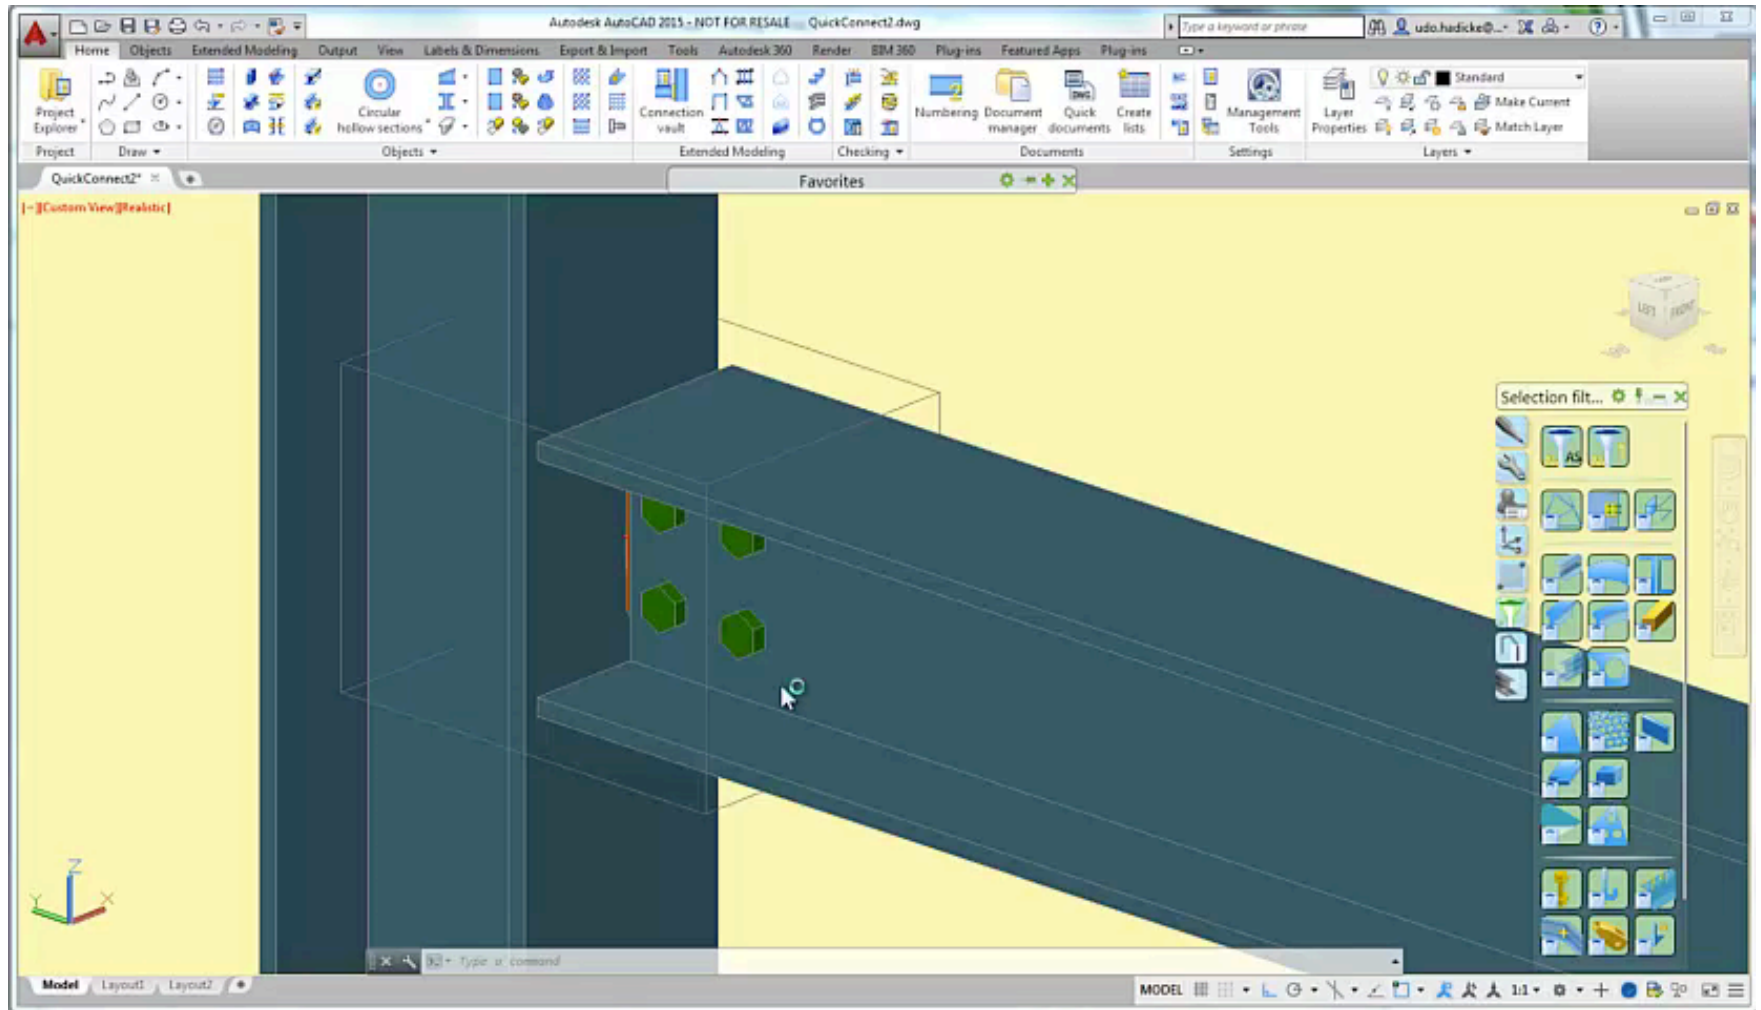 Autodesk AutoCAD 2015 - NOT FOR RESALE QuickConnect2.dwg
Type a keyword or phrase
udo.hadicke@...
Home Objects Extended Modeling Output View Labels & Dimensions Export & Import Tools Autodesk 360 Render BIM 360 Plug-ins Featured Apps Plug-ins
Project Explorer
Circular hollow sections
Connection vault
Numbering
Document manager
Quick documents
Create lists
Management Tools
Layer Properties
Standard
Make Current
Match Layer
Project Draw Objects Extended Modeling Checking Documents Settings Layers
QuickConnect2*
Favorites
[-][Custom View][Realistic]
LEFT FRONT
Selection filt...
AS
Z
Y X
Type a command
Model Layout1 Layout2
MODEL 1:1